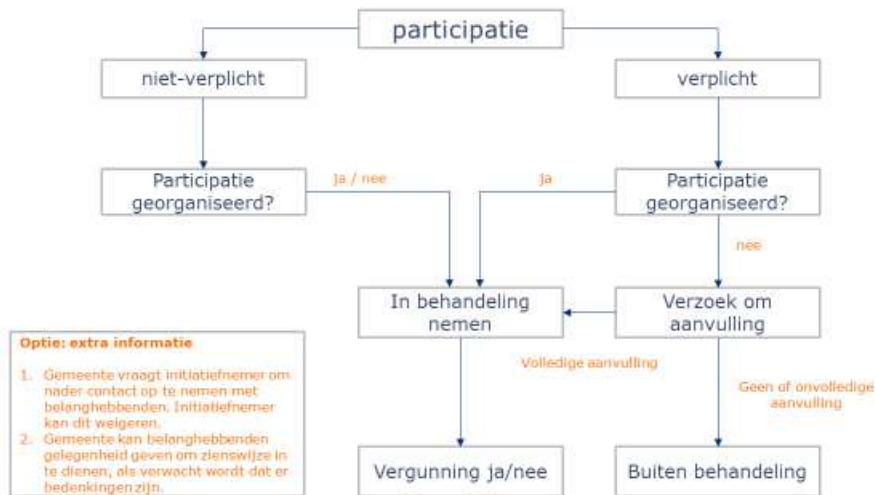 participatie
niet-verplicht
verplicht
Participatie
georganiseerd?
ja / nee
ja
Participatie
georganiseerd?
nee
In behandeling
nemen
Verzoek om
aanvulling
Volledige aanvulling
Geen of onvolledige
aanvulling
Optie: extra informatie
1. Gemeente vraagt initiatiefnemer om
nader contact op te nemen met
belanghebbenden. Initiatiefnemer
kan dit weigeren.
2. Gemeente kan belanghebbenden
gelegenheid geven om zienswijze in
te dienen, als verwacht wordt dat er
bedenkingen zijn.
Vergunning ja/nee
Buiten behandeling